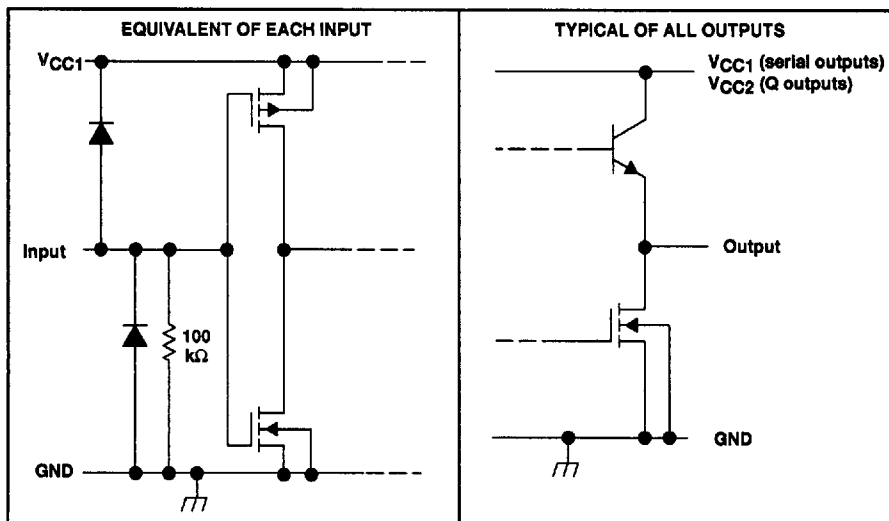 EQUIVALENT OF EACH INPUT
VCC1
Input
100
kΩ
GND
TYPICAL OF ALL OUTPUTS
VCC1 (serial outputs)
VCC2 (Q outputs)
Output
GND